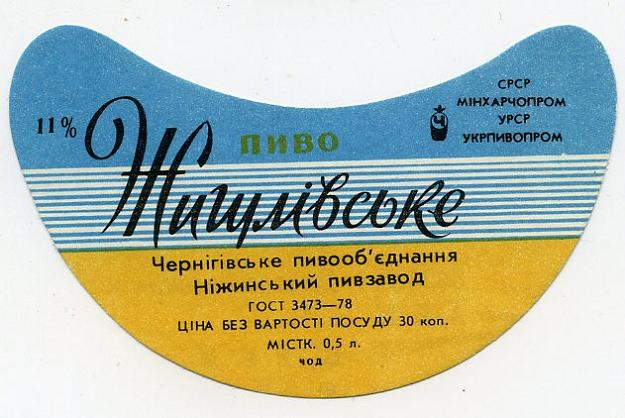 11%
ПИВО
Жигулівське
СРСР
МІНХАРЧОПРОМ
УРСР
УКРПИВОПРОМ
Ч
Чернігівське пивооб'єднання
Ніжинський пивзавод
ГОСТ 3473—78
ЦІНА БЕЗ ВАРТОСТІ ПОСУДУ 30 коп.
МІСТК. 0,5 л.
ЧОД